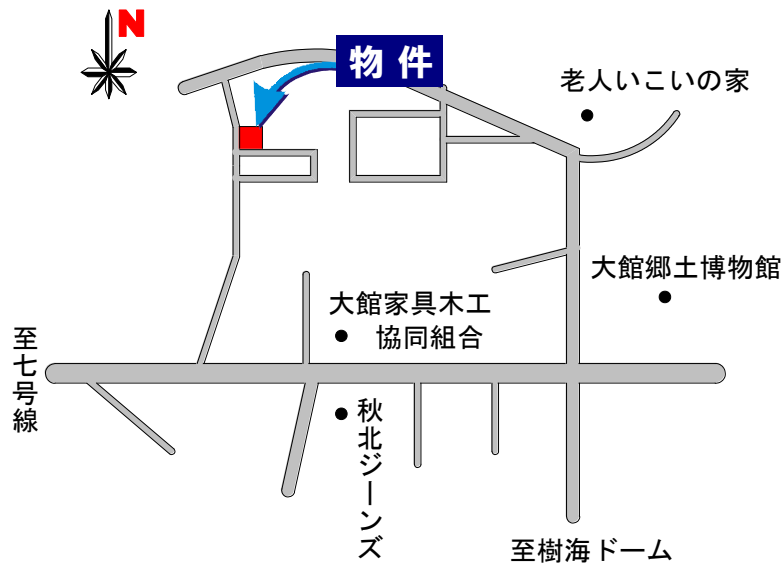 N
物件
老人いこいの家
大館郷土博物館
大館家具木工
協同組合
至七号線
秋北ジーンズ
至樹海ドーム